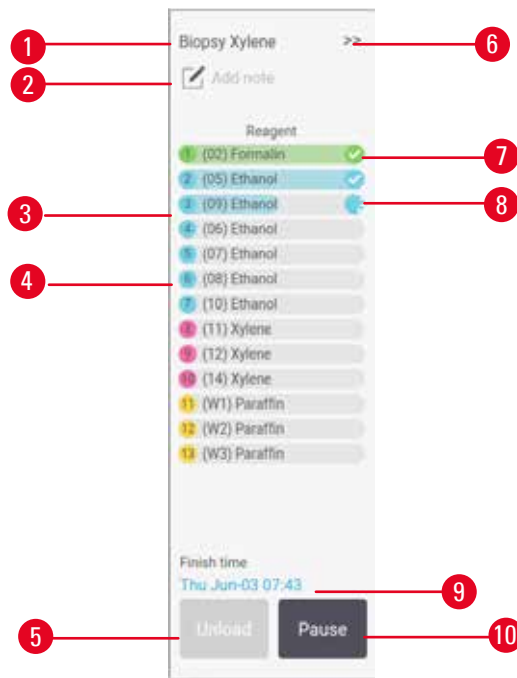 1 Biopsy Xylene >> 6
2 Add note
Reagent
1 (02) Formalin 7
2 (05) Ethanol
3 3 (09) Ethanol 8
4 (06) Ethanol
5 (07) Ethanol
4 6 (08) Ethanol
7 (10) Ethanol
8 (11) Xylene
9 (12) Xylene
10 (14) Xylene
11 (W1) Paraffin
12 (W2) Paraffin
13 (W3) Paraffin
Finish time
Thu Jun-03 07:43 9
5 Unload Pause 10